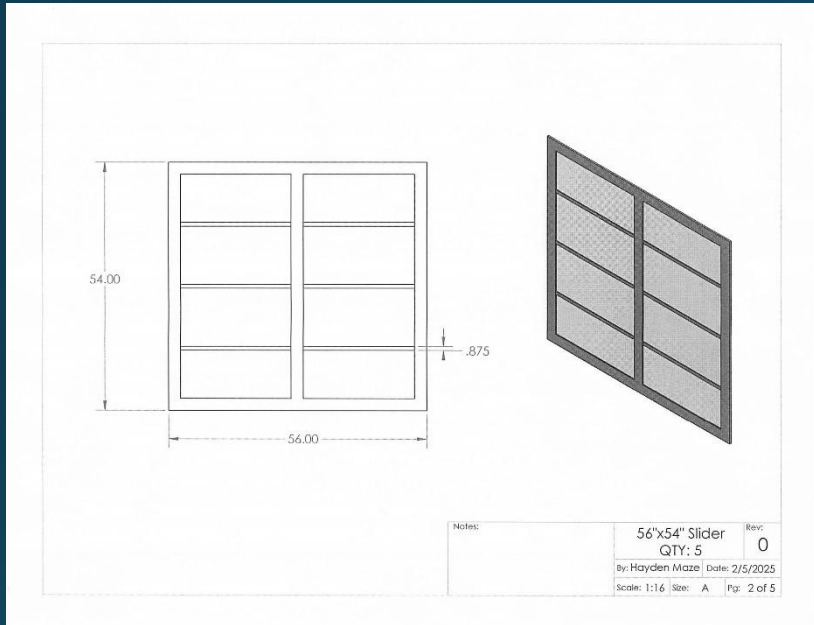 54.00
.875
56.00
Notes:
56"x54" Slider
QTY: 5
Rev:
0
By: Hayden Maze Date: 2/5/2025
Scale: 1:16 Size: A Pg: 2 of 5